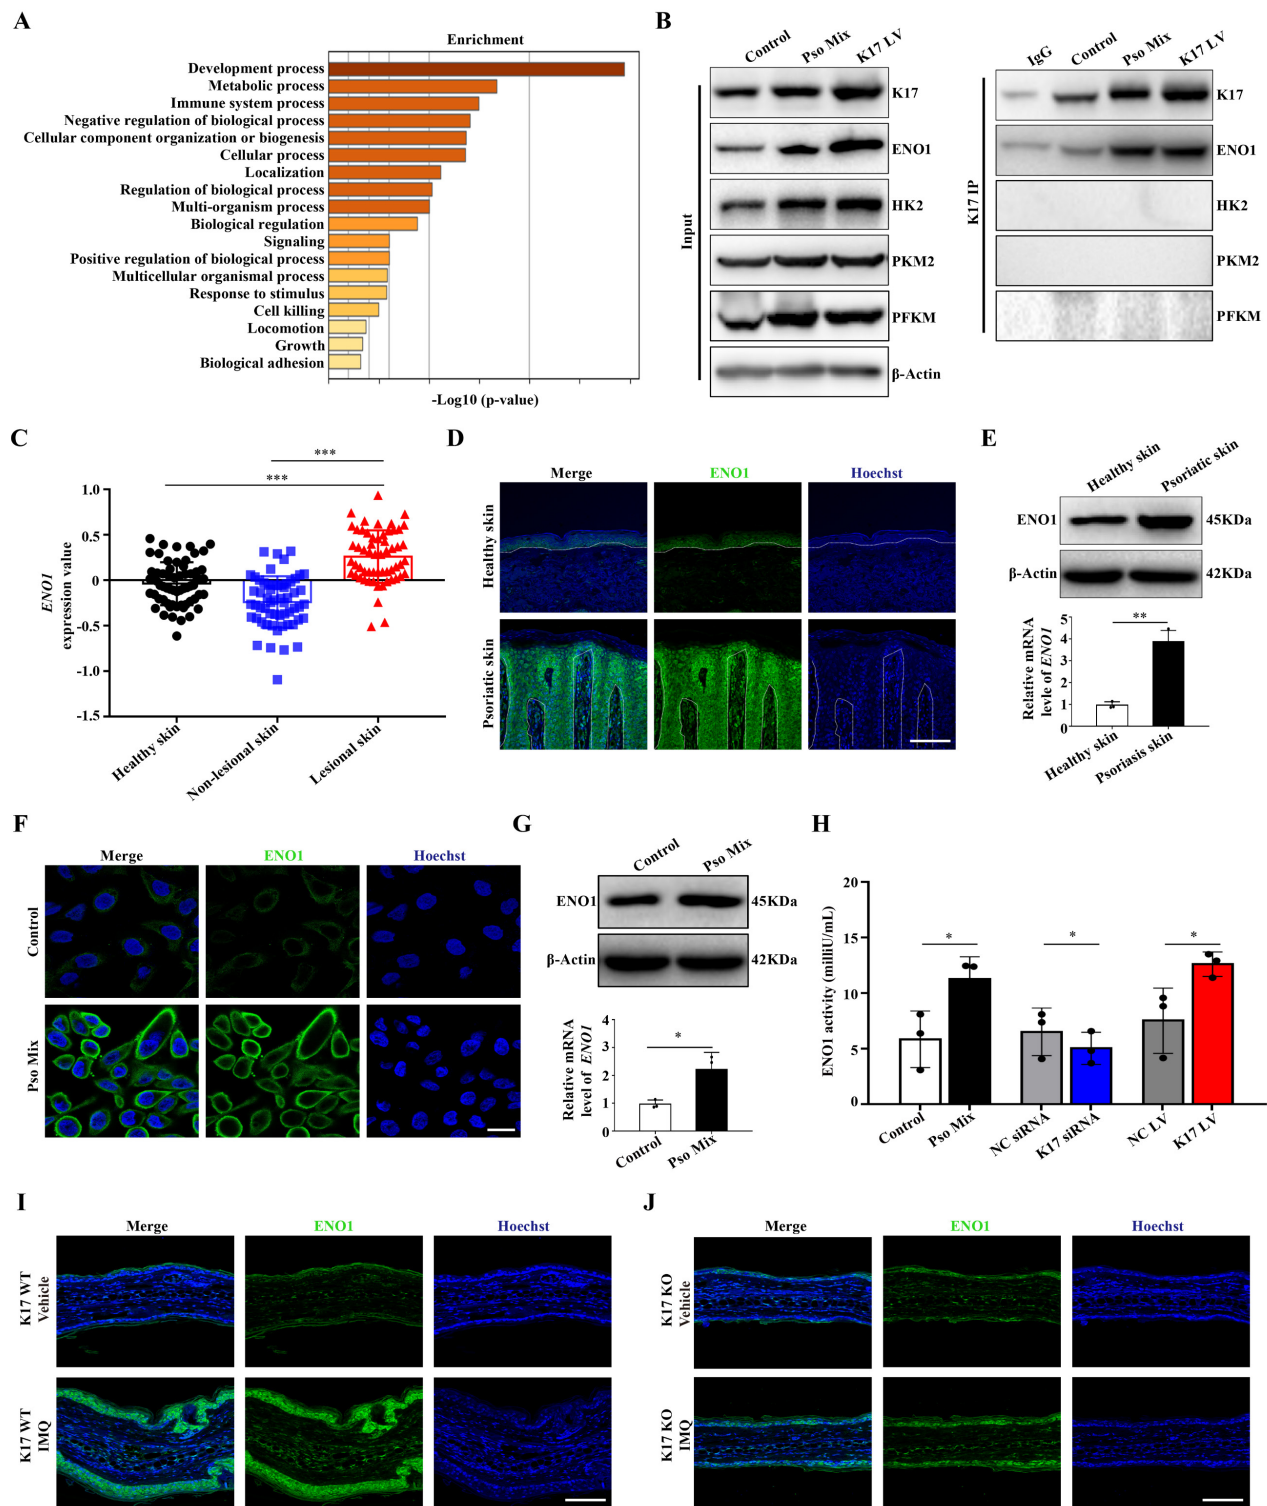 A
Enrichment
Development process
Metabolic process
Immune system process
Negative regulation of biological process
Cellular component organization or biogenesis
Cellular process
Localization
Regulation of biological process
Multi-organism process
Biological regulation
Signaling
Positive regulation of biological process
Multicellular organismal process
Response to stimulus
Cell killing
Locomotion
Growth
Biological adhesion
-Log10 (p-value)
B
Control
Pso Mix
K17 LV
Input
K17
ENO1
HK2
PKM2
PFKM
β-Actin
IgG
Control
Pso Mix
K17 LV
K17 IP
K17
ENO1
HK2
PKM2
PFKM
C
***
***
ENO1
expression value
1.0
0.5
0
-0.5
-1.0
-1.5
Healthy skin
Non-lesional skin
Lesional skin
D
Merge
ENO1
Hoechst
Healthy skin
Psoriatic skin
E
Healthy skin
Psoriatic skin
ENO1
45KDa
β-Actin
42KDa
Relative mRNA
levle of ENO1
5
4
3
2
1
0
**
Healthy skin
Psoriasis skin
F
Merge
ENO1
Hoechst
Control
Pso Mix
G
Control
Pso Mix
ENO1
45KDa
β-Actin
42KDa
Relative mRNA
level of ENO1
4
3
2
1
0
*
Control
Pso Mix
H
ENO1 activity (milliU/mL)
20
15
10
5
0
*
*
*
Control
Pso Mix
NC siRNA
K17 siRNA
NC LV
K17 LV
I
Merge
ENO1
Hoechst
K17 WT
Vehicle
K17 WT
IMQ
J
Merge
ENO1
Hoechst
K17 KO
Vehicle
K17 KO
IMQ